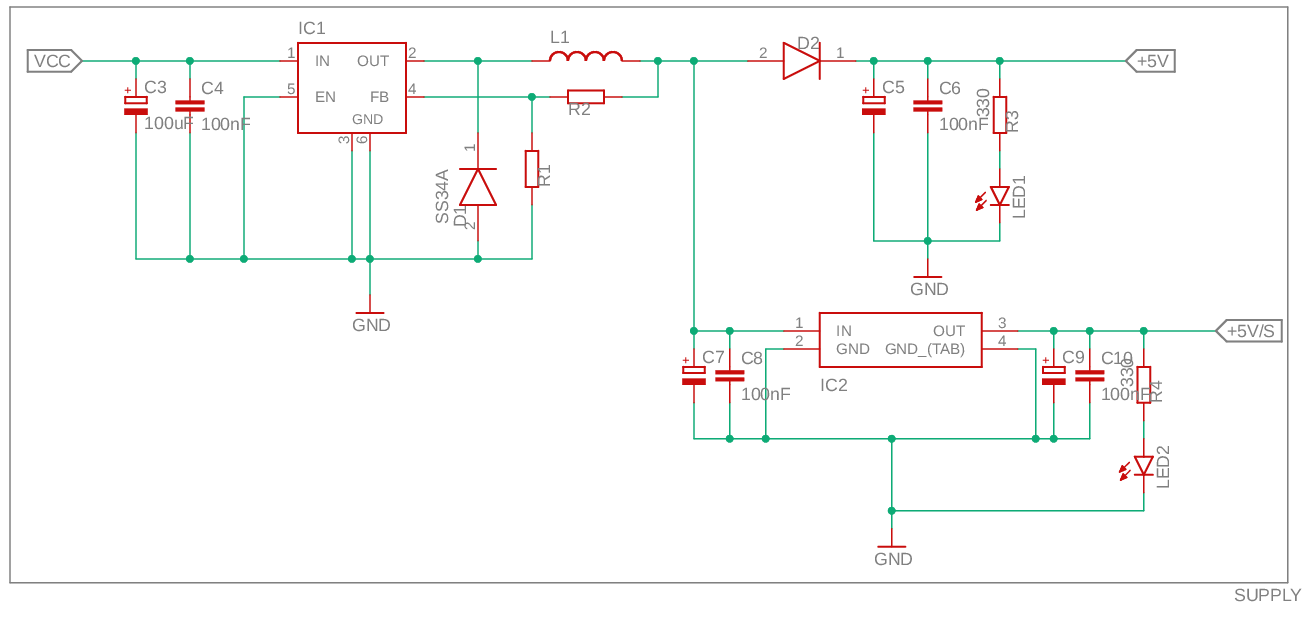 IC1
VCC
1
IN
OUT
2
5
EN
FB
4
GND
3
6
+
C3
100uF
C4
100nF
L1
R2
R1
1
SS34A
D1
2
GND
2
D2
1
+5V
+
C5
C6
100nF
330
R3
LED1
GND
1
IN
OUT
3
2
GND
GND_(TAB)
4
IC2
+5V/S
+
C7
C8
100nF
+
C9
C10
100nF
330
R4
LED2
GND
SUPPLY